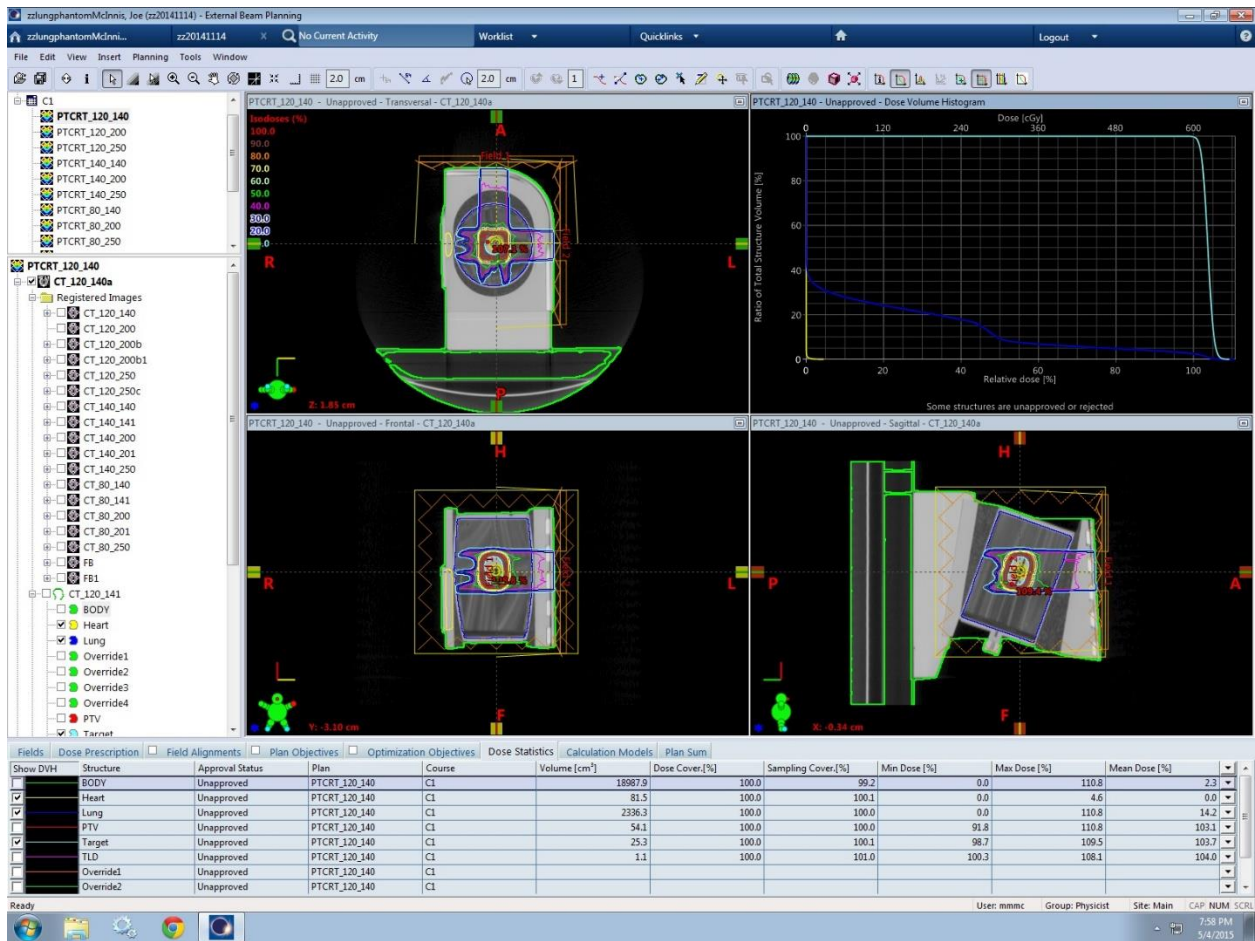 zzlungphantomMcInnis, Joe (zz20141114) - External Beam Planning
zzlungphantomMcInni... zz20141114 X No Current Activity Worklist Quicklinks Logout
File Edit View Insert Planning Tools Window
2.0 cm 2.0 cm 1
C1
PTCRT_120_140
PTCRT_120_200
PTCRT_120_250
PTCRT_140_140
PTCRT_140_200
PTCRT_140_250
PTCRT_80_140
PTCRT_80_200
PTCRT_80_250
PTCRT_120_140
CT_120_140a
Registered Images
CT_120_140
CT_120_200
CT_120_200b
CT_120_200b1
CT_120_250
CT_120_250c
CT_140_140
CT_140_141
CT_140_200
CT_140_201
CT_140_250
CT_80_140
CT_80_141
CT_80_200
CT_80_201
CT_80_250
FB
FB1
CT_120_141
BODY
Heart
Lung
Override1
Override2
Override3
Override4
PTV
Target
PTCRT_120_140 - Unapproved - Transversal - CT_120_140a
Isodoses (%)
100.0
90.0
80.0
70.0
60.0
50.0
40.0
30.0
20.0
.0
A
Field 1
Field 2
R
L
P
Z: 1.85 cm
PTCRT_120_140 - Unapproved - Dose Volume Histogram
Dose [cGy]
0 120 240 360 480 600
Ratio of Total Structure Volume [%]
100
80
60
40
20
0
0 20 40 60 80 100
Relative dose [%]
Some structures are unapproved or rejected
PTCRT_120_140 - Unapproved - Frontal - CT_120_140a
H
R
L
F
Y: -3.10 cm
PTCRT_120_140 - Unapproved - Sagittal - CT_120_140a
H
P
A
109.4 %
F
X: -0.34 cm
Fields Dose Prescription Field Alignments Plan Objectives Optimization Objectives Dose Statistics Calculation Models Plan Sum
Show DVH Structure Approval Status Plan Course Volume [cm³] Dose Cover.[%] Sampling Cover.[%] Min Dose [%] Max Dose [%] Mean Dose [%]
BODY Unapproved PTCRT_120_140 C1 18987.9 100.0 99.2 0.0 110.8 2.3
Heart Unapproved PTCRT_120_140 C1 81.5 100.0 100.1 0.0 4.6 0.0
Lung Unapproved PTCRT_120_140 C1 2336.3 100.0 100.0 0.0 110.8 14.2
PTV Unapproved PTCRT_120_140 C1 54.1 100.0 100.0 91.8 110.8 103.1
Target Unapproved PTCRT_120_140 C1 25.3 100.0 100.1 98.7 109.5 103.7
TLD Unapproved PTCRT_120_140 C1 1.1 100.0 101.0 100.3 108.1 104.0
Override1 Unapproved PTCRT_120_140 C1
Override2 Unapproved PTCRT_120_140 C1
Ready User: mmmc Group: Physicist Site: Main CAP NUM SCRL
7:58 PM
5/4/2015